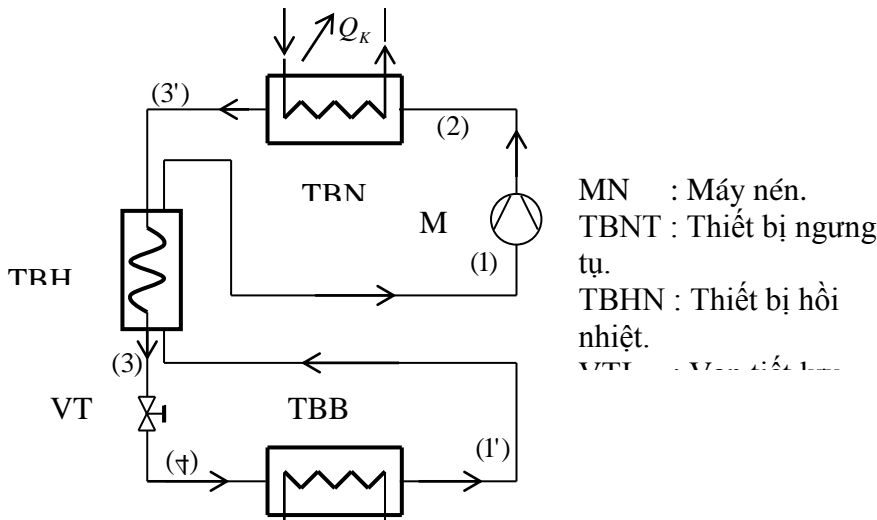 Q_K
(3')
(2)
TBN
MN : Máy nén.
TBNT : Thiết bị ngưng
tụ.
TBHN : Thiết bị hồi
nhiệt.
M
(1)
TBH
(3)
VT
TBB
(4)
(1')